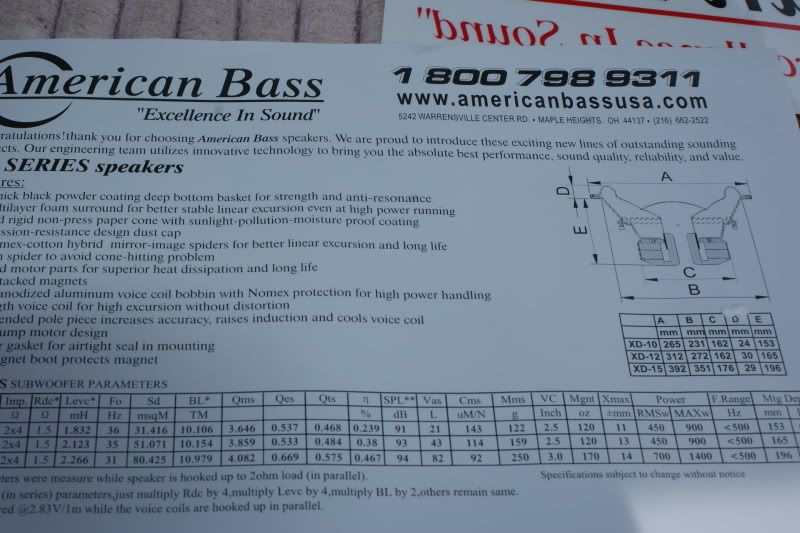 "Excellence In Sound"
American Bass
"Excellence In Sound"
1 800 798 9311
www.americanbassusa.com
5242 WARRENSVILLE CENTER RD. • MAPLE HEIGHTS. OH 44137 • (216) 662-2522
ratulations!thank you for choosing American Bass speakers. We are proud to introduce these exciting new lines of outstanding sounding
cts. Our engineering team utilizes innovative technology to bring you the absolute best performance, sound quality, reliability, and value.
SERIES speakers
res:
hick black powder coating deep bottom basket for strength and anti-resonance
ltilayer foam surround for better stable linear excursion even at high power running
d rigid non-press paper cone with sunlight-pollution-moisture proof coating
ession-resistance design dust cap
mex-cotton hybrid mirror-image spiders for better linear excursion and long life
n spider to avoid cone-hitting problem
d motor parts for superior heat dissipation and long life
tacked magnets
anodized aluminum voice coil bobbin with Nomex protection for high power handling
gth voice coil for high excursion without distortion
ended pole piece increases accuracy, raises induction and cools voice coil
ump motor design
r gasket for airtight seal in mounting
agnet boot protects magnet
A
D
E
C
B
A B C D E
mm mm mm mm mm
XD-10 265 231 162 24 153
XD-12 312 272 162 30 165
XD-15 392 351 176 29 196
S SUBWOOFER PARAMETERS
Imp. Rdc* Levc* Fo Sd BL* Qms Qes Qts η SPL** Vas Cms Mms VC Mgnt Xmax Power F.Range Mtg Dep
Ω Ω mH Hz msqM TM % dB L uM/N g Inch oz ±mm RMSw MAXw Hz mm
2x4 1.5 1.832 36 31.416 10.106 3.646 0.537 0.468 0.239 91 21 143 122 2.5 120 11 450 900 <500 153
2x4 1.5 2.123 35 51.071 10.154 3.859 0.533 0.484 0.38 93 43 114 159 2.5 120 13 450 900 <500 165
2x4 1.5 2.266 31 80.425 10.979 4.082 0.669 0.575 0.467 94 82 92 250 3.0 170 14 700 1400 <500 196
eters were measure while speaker is hooked up to 2ohm load (in parallel).
Specifications subject to change without notice
(in series) parameters,just multiply Rdc by 4,multiply Levc by 4,multiply BL by 2,others remain same.
red @2.83V/1m while the voice coils are hooked up in parallel.